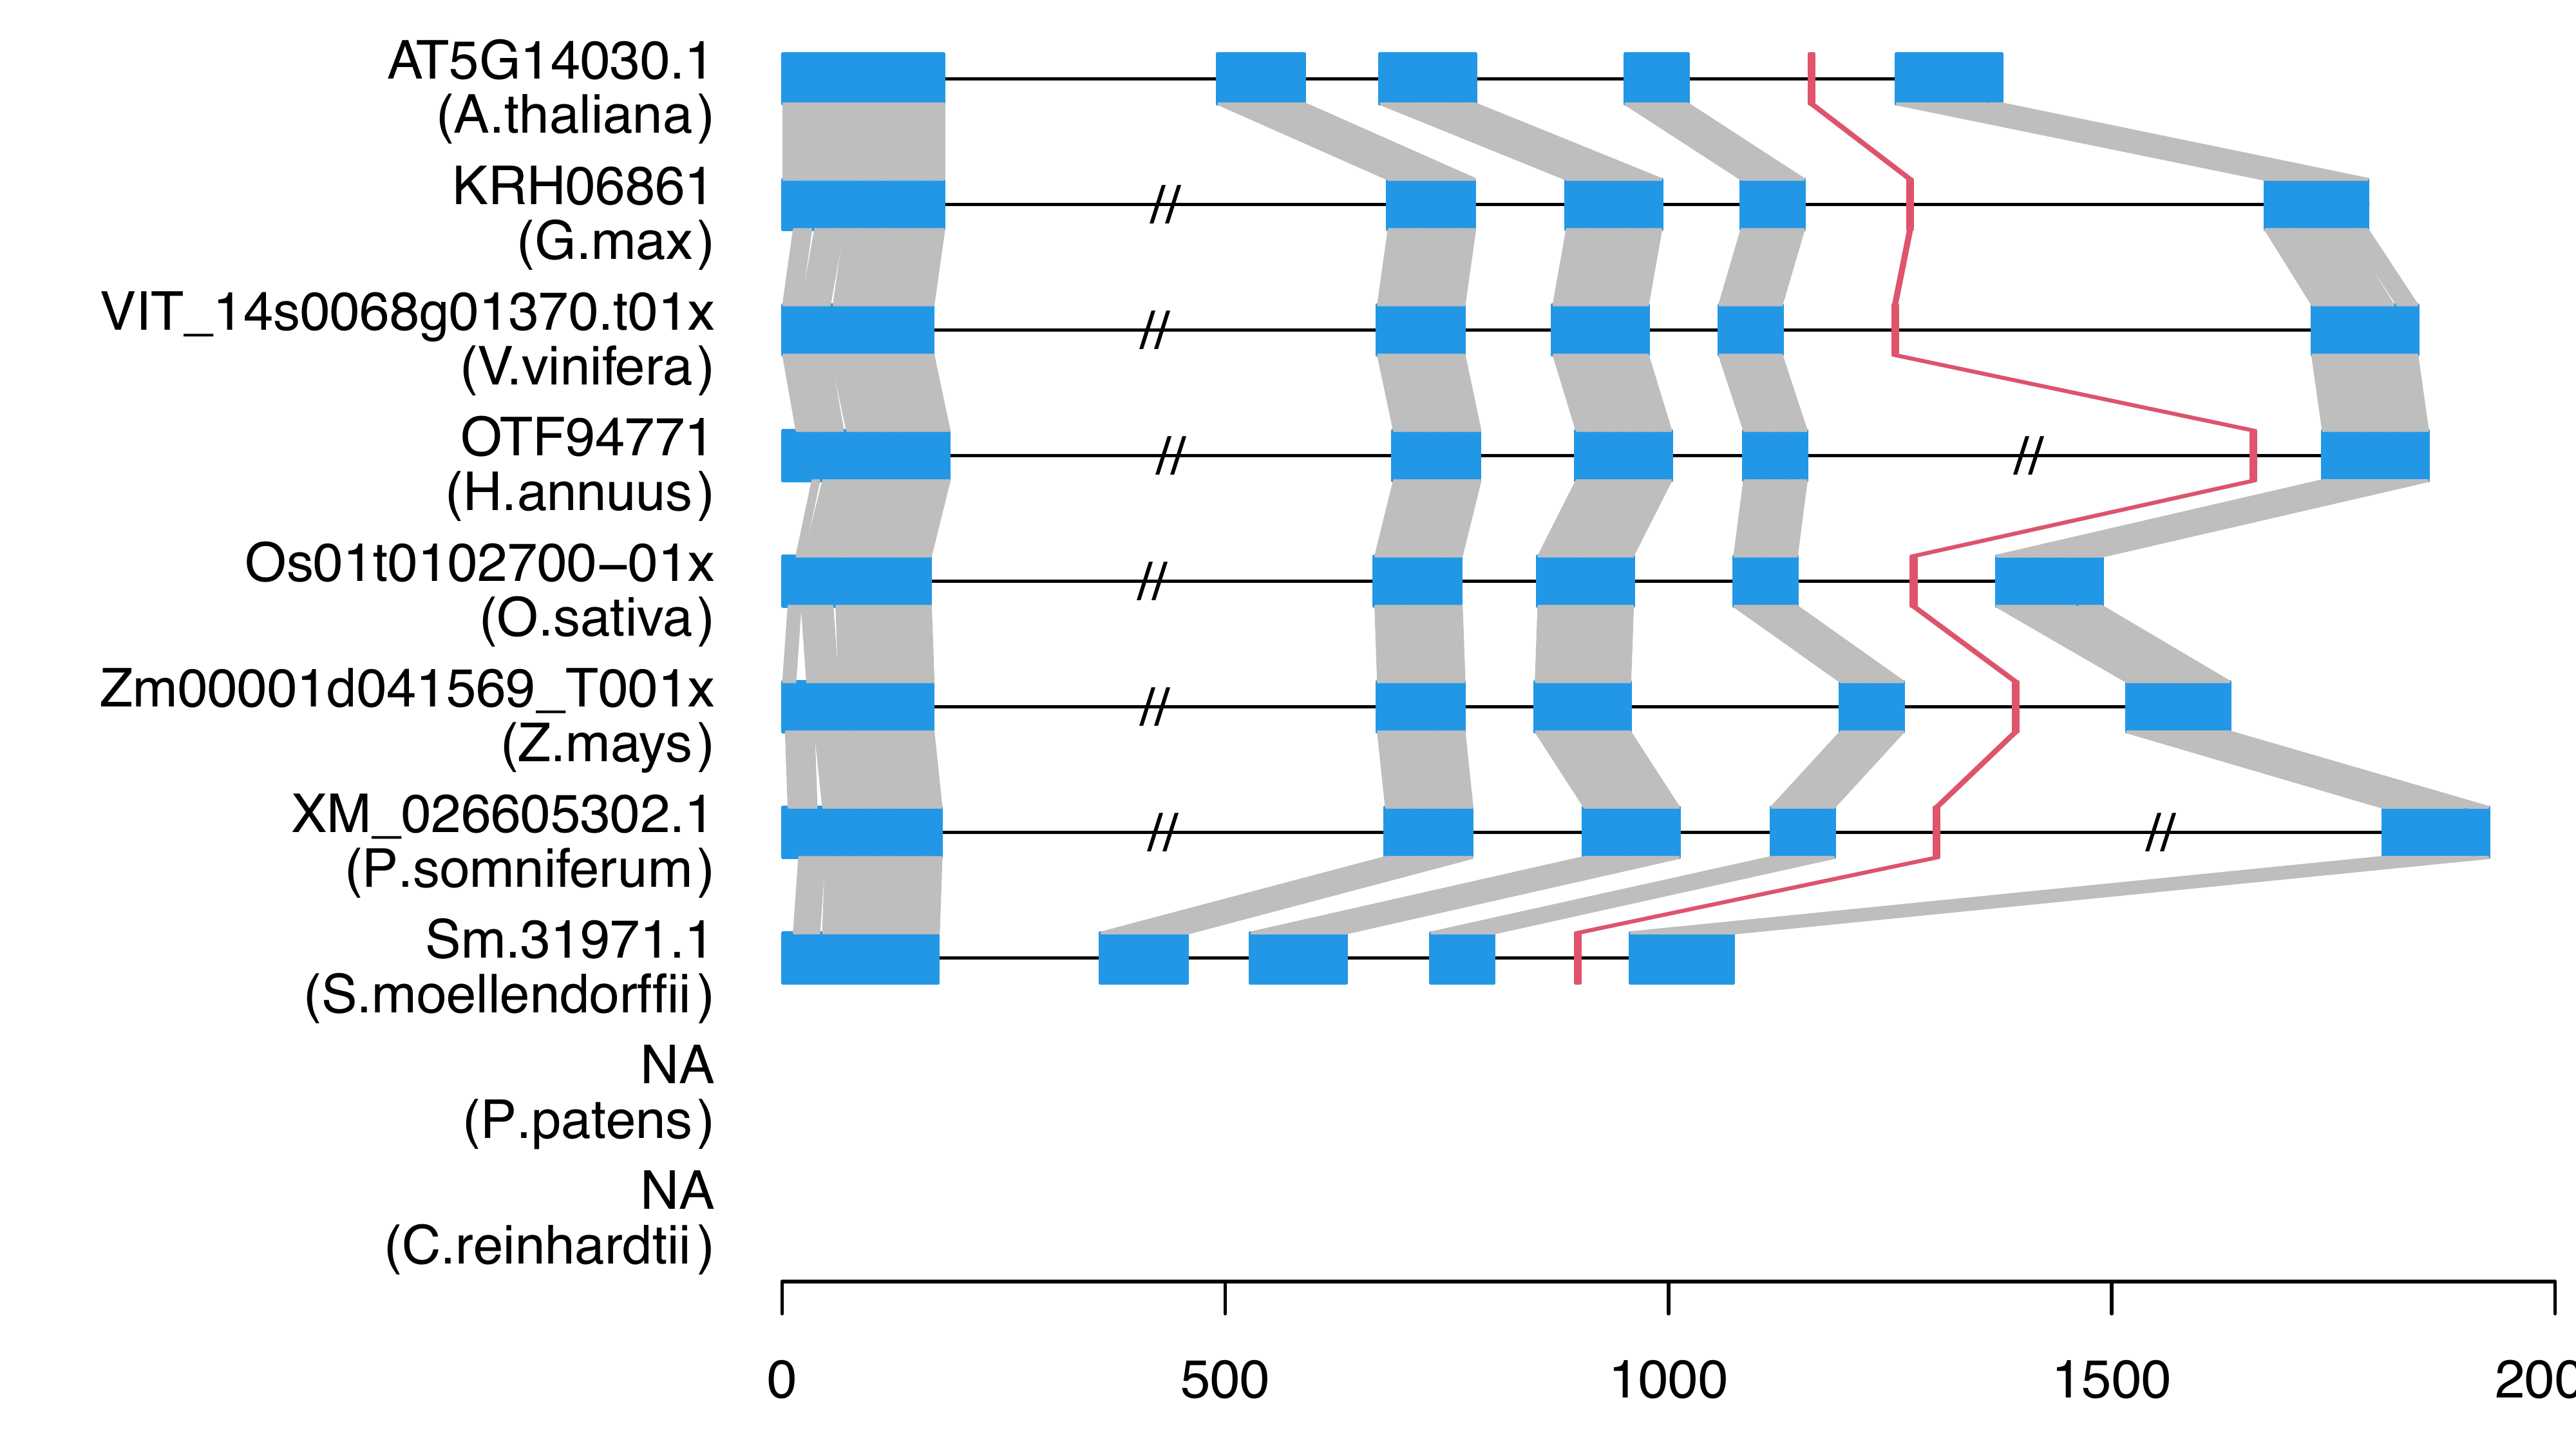 AT5G14030.1
(A.thaliana)
KRH06861
(G.max)
VIT_14s0068g01370.t01x
(V.vinifera)
OTF94771
(H.annuus)
Os01t0102700−01x
(O.sativa)
Zm00001d041569_T001x
(Z.mays)
XM_026605302.1
(P.somniferum)
Sm.31971.1
(S.moellendorffii)
NA
(P.patens)
NA
(C.reinhardtii)
0 500 1000 1500 200